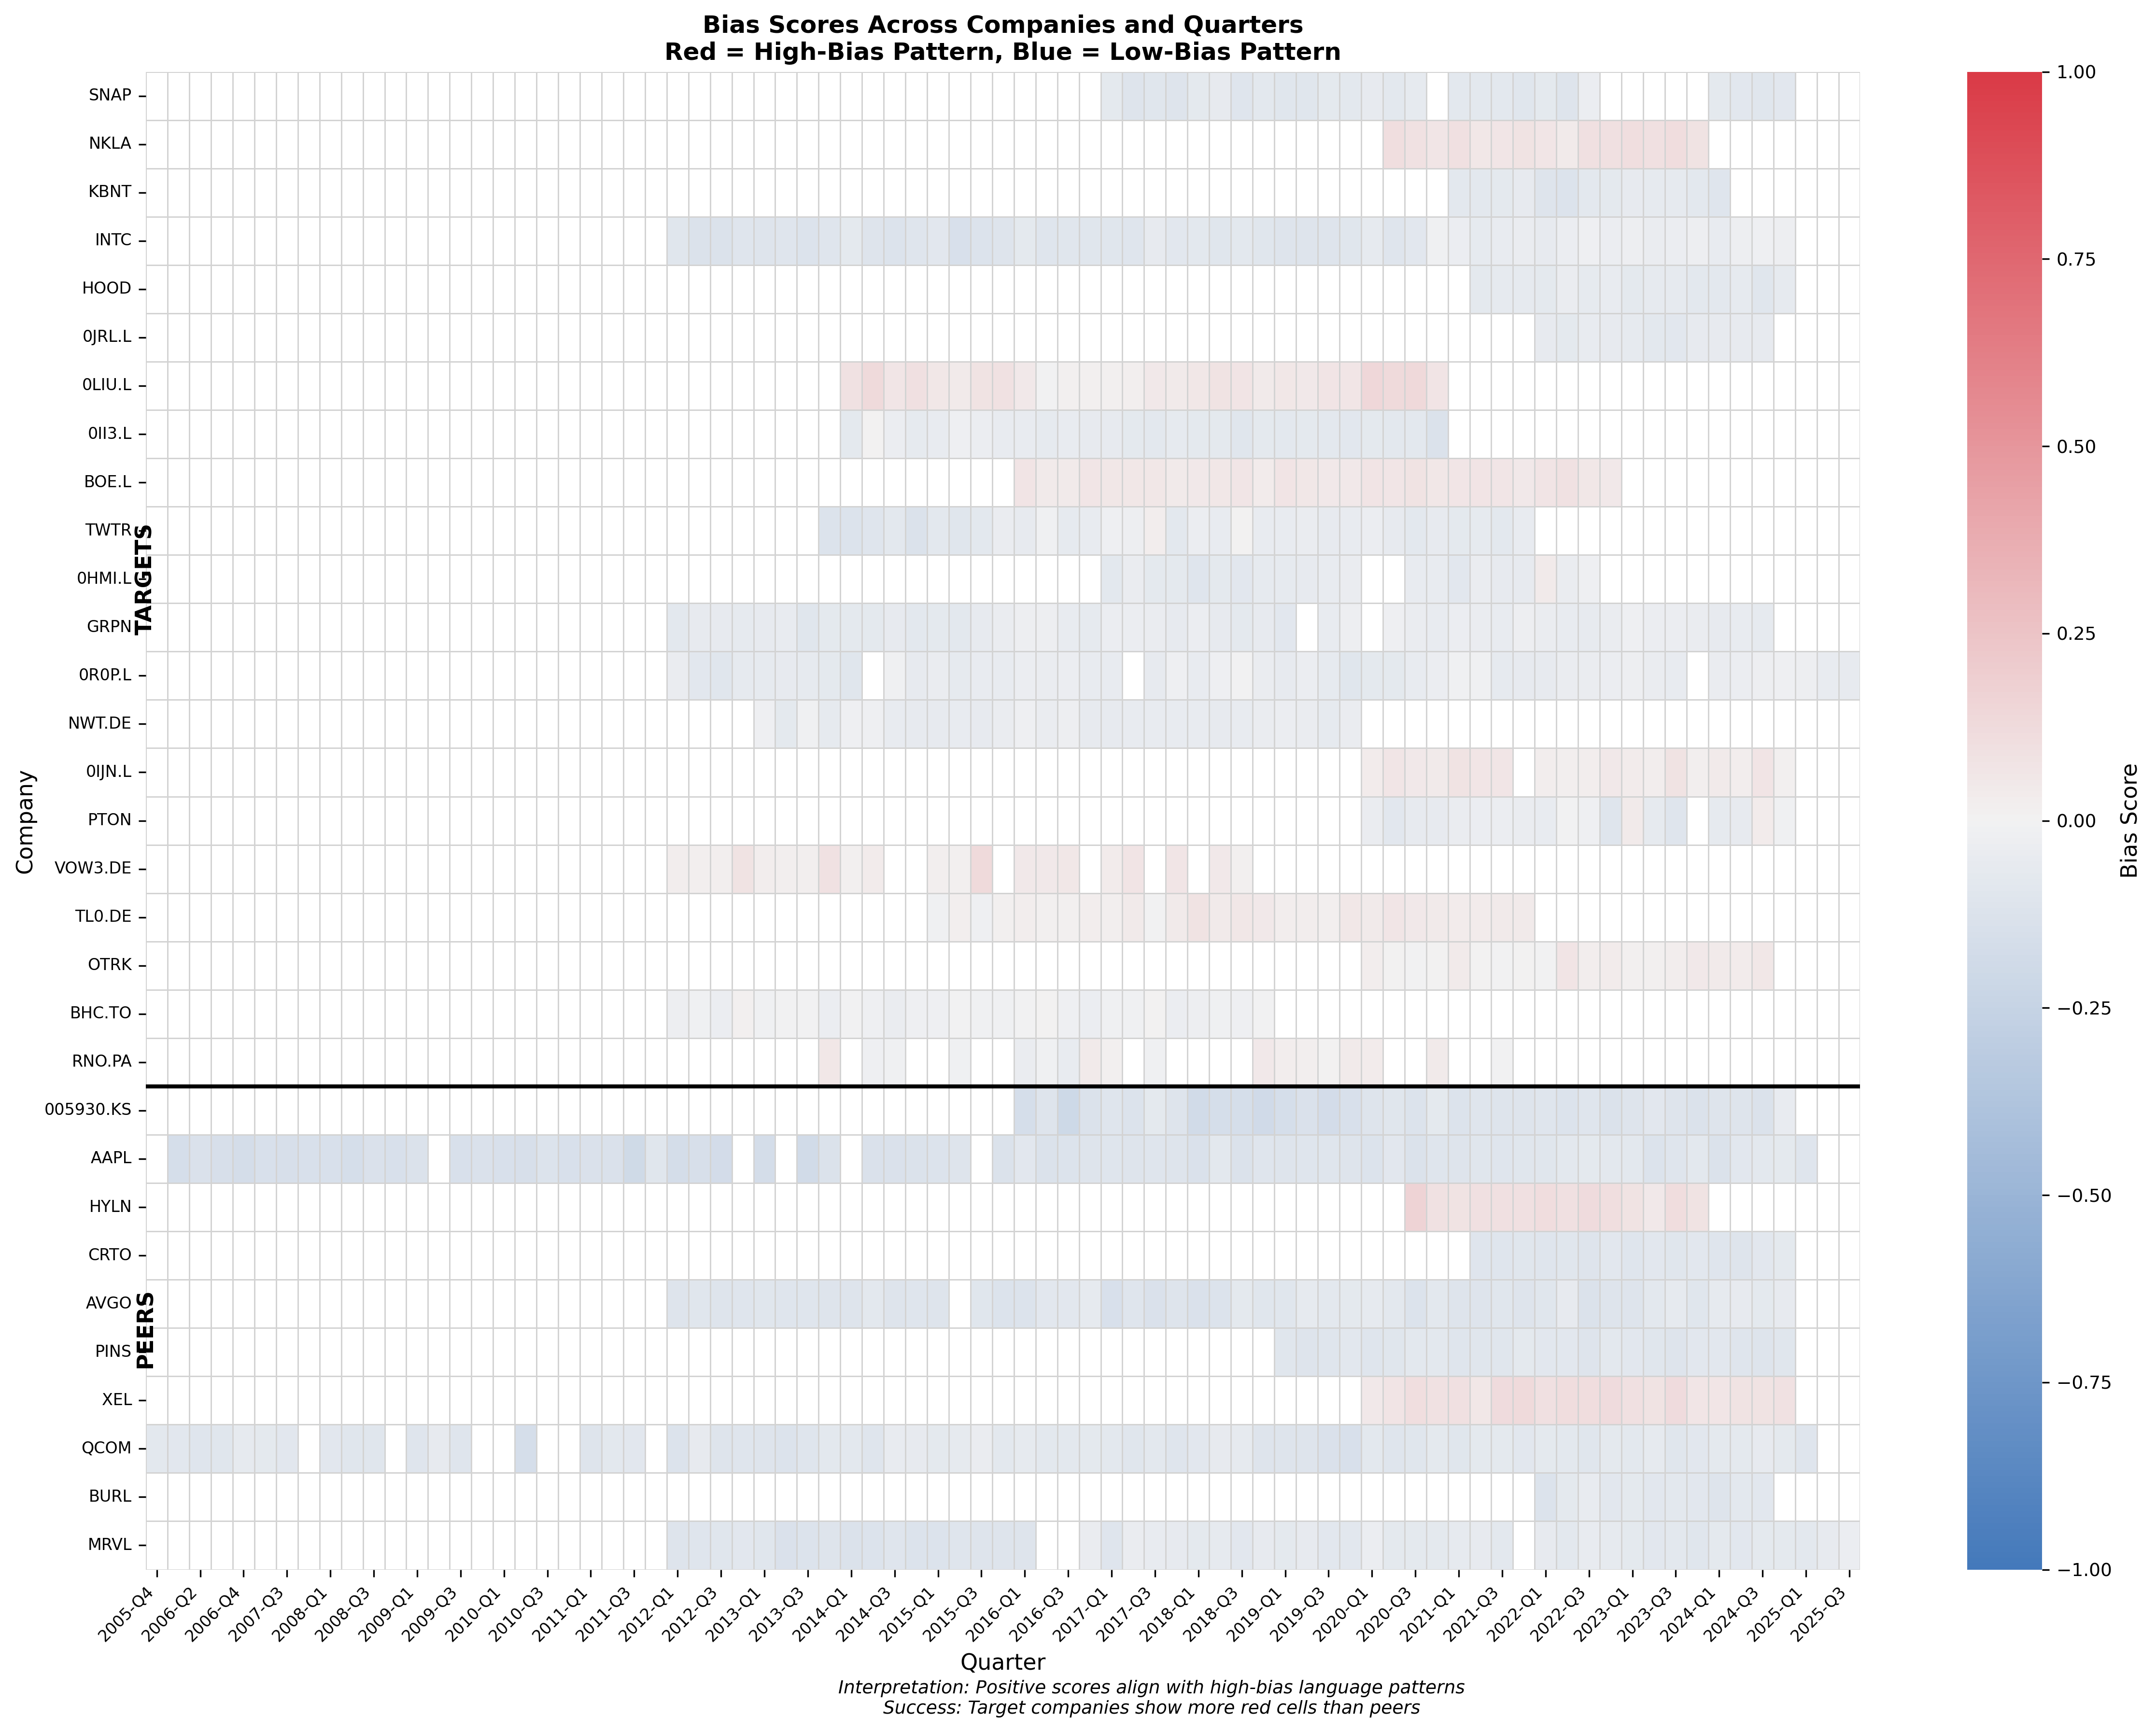 Bias Scores Across Companies and Quarters
Red = High-Bias Pattern, Blue = Low-Bias Pattern
SNAP
NKLA
KBNT
INTC
HOOD
0JRL.L
0LIU.L
0II3.L
BOE.L
TWTR
0HMI.L
GRPN
0R0P.L
NWT.DE
0IJN.L
PTON
VOW3.DE
TL0.DE
OTRK
BHC.TO
RNO.PA
005930.KS
AAPL
HYLN
CRTO
AVGO
PINS
XEL
QCOM
BURL
MRVL
TARGETS
PEERS
Company
2005-Q4
2006-Q2
2006-Q4
2007-Q3
2008-Q1
2008-Q3
2009-Q1
2009-Q3
2010-Q1
2010-Q3
2011-Q1
2011-Q3
2012-Q1
2012-Q3
2013-Q1
2013-Q3
2014-Q1
2014-Q3
2015-Q1
2015-Q3
2016-Q1
2016-Q3
2017-Q1
2017-Q3
2018-Q1
2018-Q3
2019-Q1
2019-Q3
2020-Q1
2020-Q3
2021-Q1
2021-Q3
2022-Q1
2022-Q3
2023-Q1
2023-Q3
2024-Q1
2024-Q3
2025-Q1
2025-Q3
Quarter
Interpretation: Positive scores align with high-bias language patterns
Success: Target companies show more red cells than peers
1.00
0.75
0.50
0.25
0.00
−0.25
−0.50
−0.75
−1.00
Bias Score